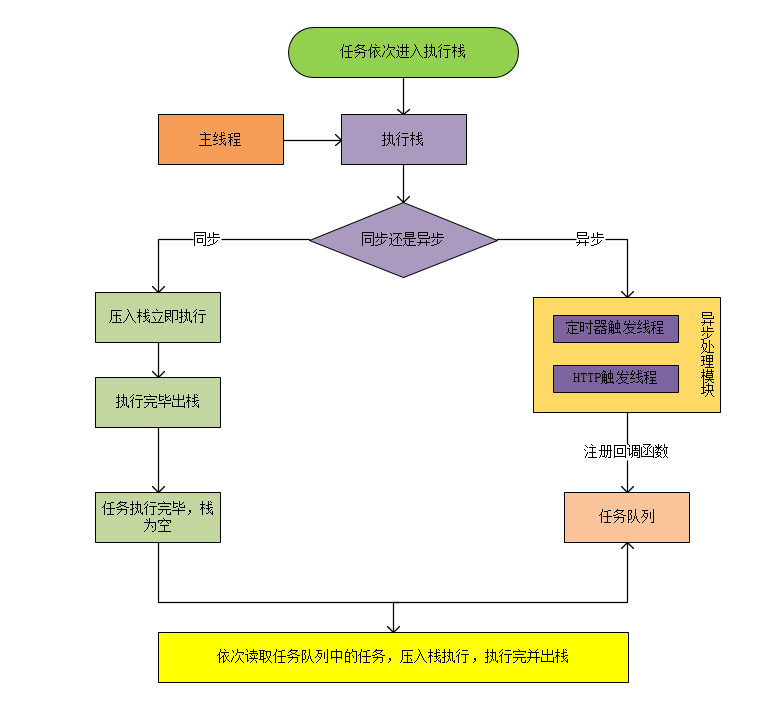 任务依次进入执行栈
主线程
执行栈
同步还是异步
同步
异步
压入栈立即执行
定时器触发线程
HTTP触发线程
异步处理模块
执行完毕出栈
注册回调函数
任务执行完毕，栈
为空
任务队列
依次读取任务队列中的任务，压入栈执行，执行完并出栈